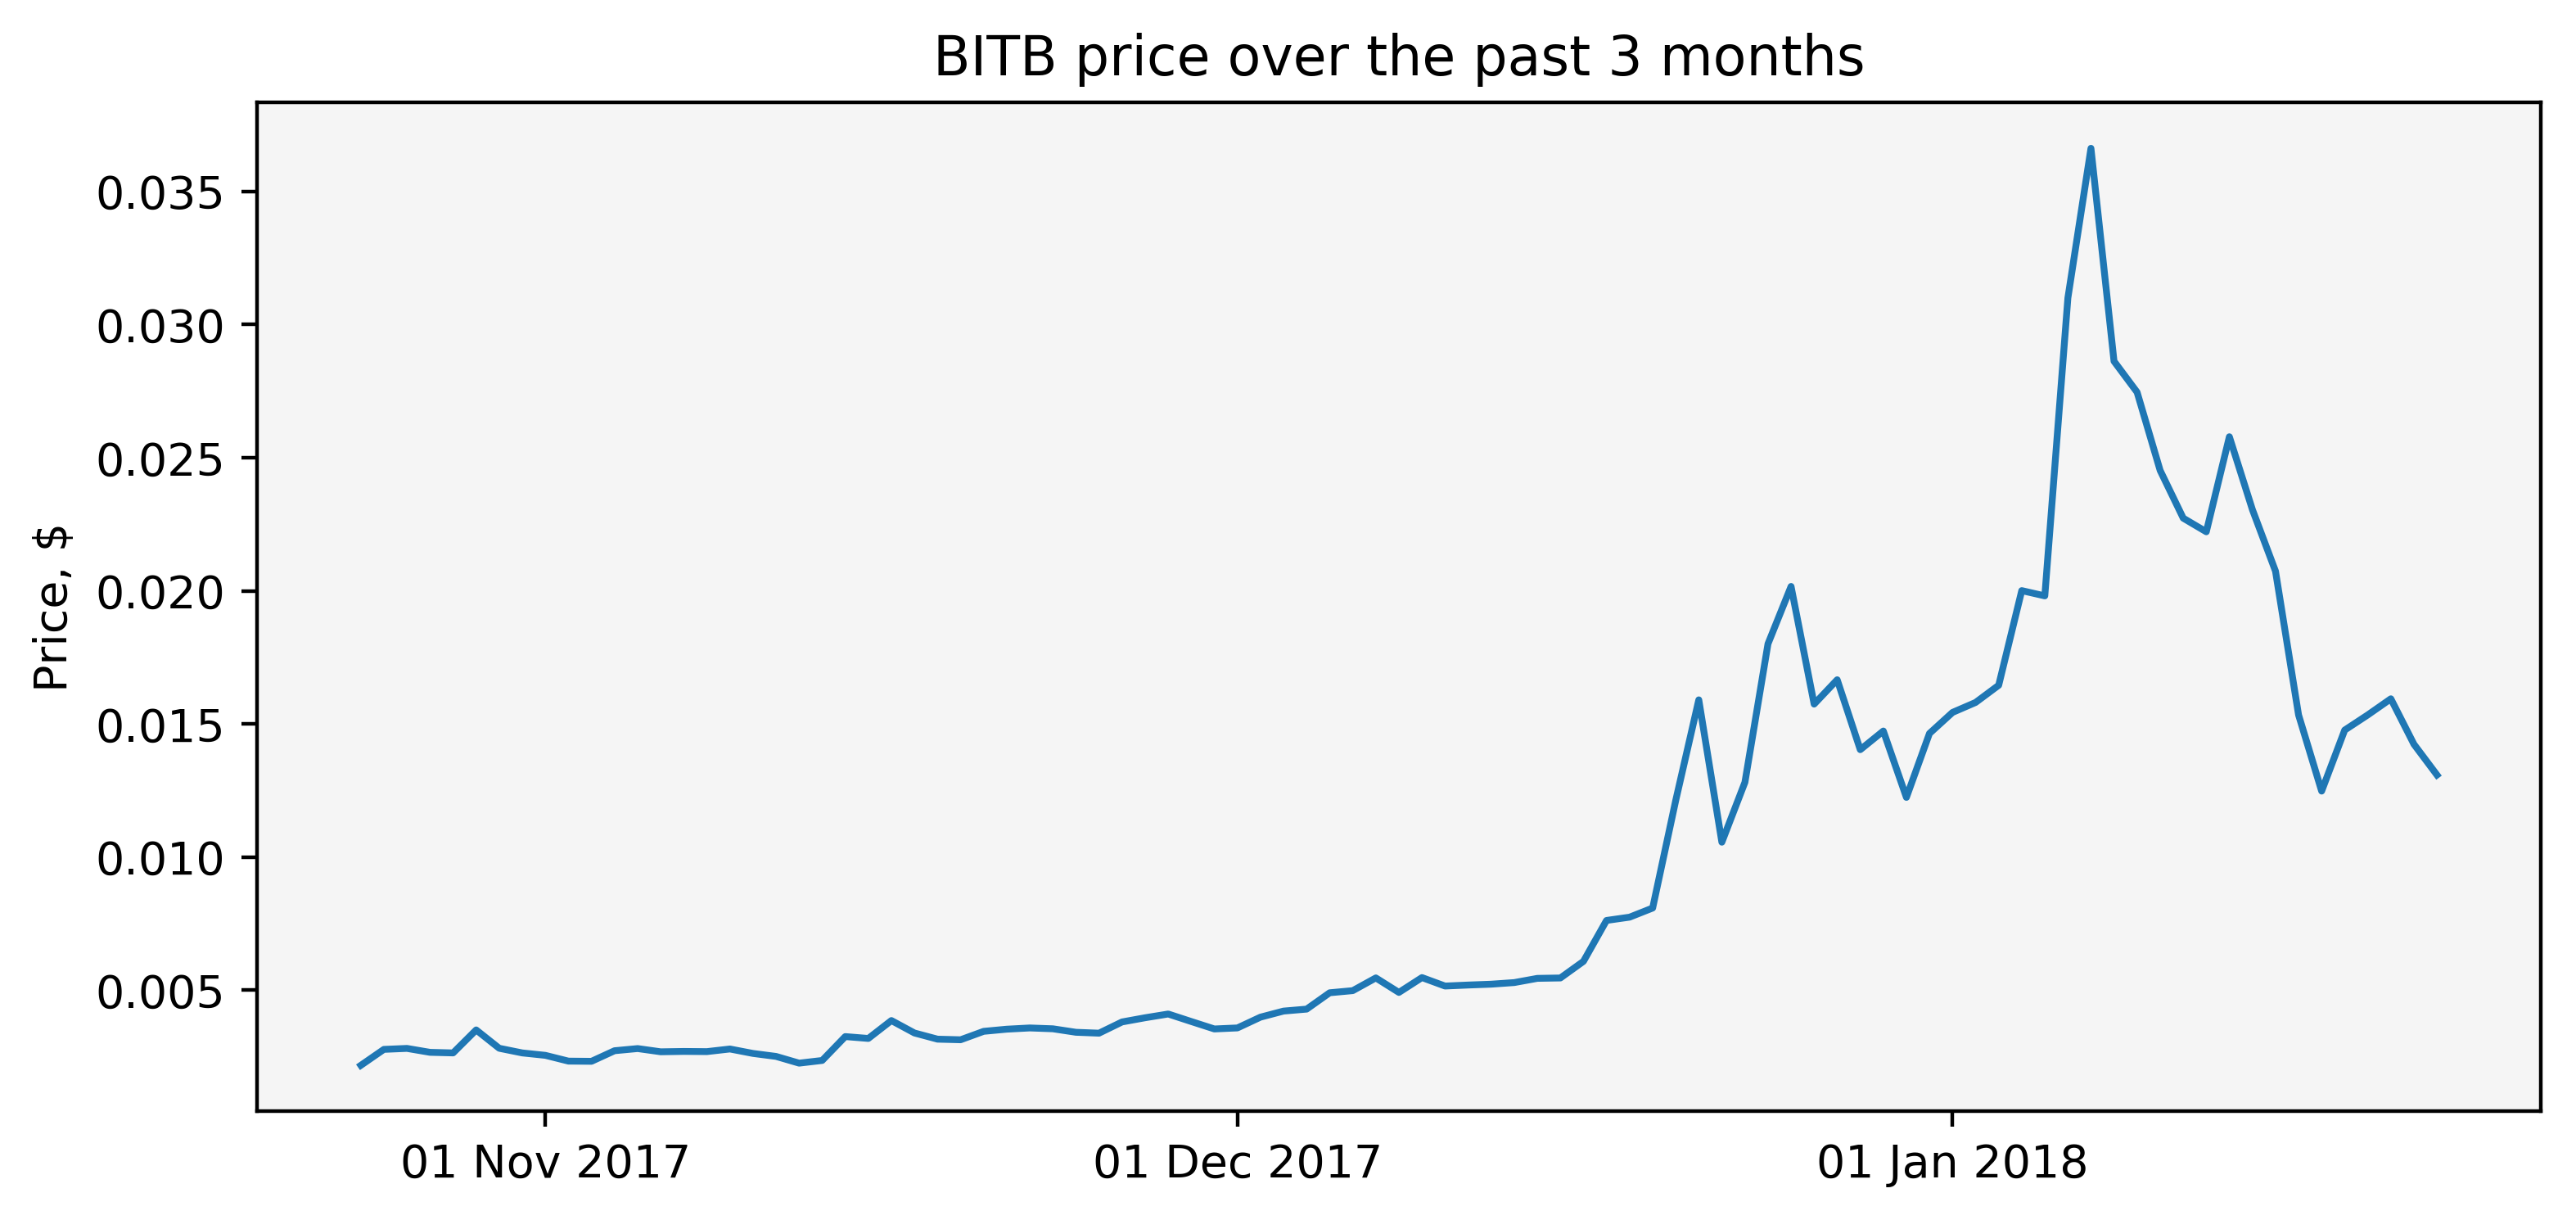 BITB price over the past 3 months
Price, $
0.035
0.030
0.025
0.020
0.015
0.010
0.005
01 Nov 2017
01 Dec 2017
01 Jan 2018